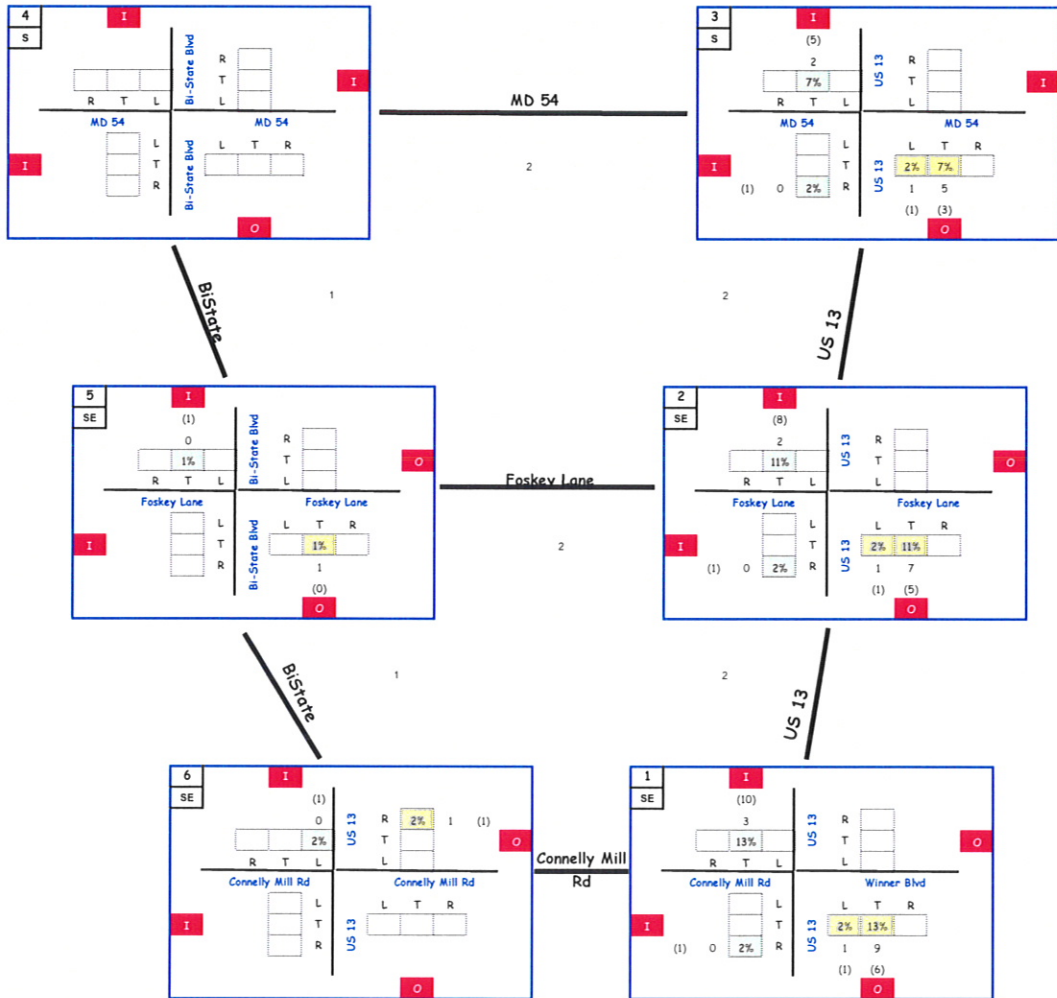 4
S
I
Bi-State Blvd
R
T
L
I
R T L
MD 54
MD 54
I
L
T
R
Bi-State Blvd
L T R
O
MD 54
2
3
S
I
(5)
2
7%
US 13
R
T
L
I
R T L
MD 54
MD 54
I
(1) 0 2%
L
T
R
US 13
L T R
2% 7%
1 5
(1) (3)
O
BiState
1
2
US 13
5
SE
I
(1)
0
1%
Bi-State Blvd
R
T
L
O
R T L
Foskey Lane
Foskey Lane
I
L
T
R
Bi-State Blvd
L T R
1%
1
(0)
O
Foskey Lane
2
2
SE
I
(8)
2
11%
US 13
R
T
L
O
R T L
Foskey Lane
Foskey Lane
I
(1) 0 2%
L
T
R
US 13
L T R
2% 11%
1 7
(1) (5)
O
BiState
1
2
US 13
6
SE
I
(1)
0
2%
US 13
R 2% 1 (1)
T
L
O
R T L
Connelly Mill Rd
Connelly Mill Rd
I
L
T
R
US 13
L T R
O
Connelly Mill
Rd
1
SE
I
(10)
3
13%
US 13
R
T
L
O
R T L
Connelly Mill Rd
Winner Blvd
I
(1) 0 2%
L
T
R
US 13
L T R
2% 13%
1 9
(1) (6)
O